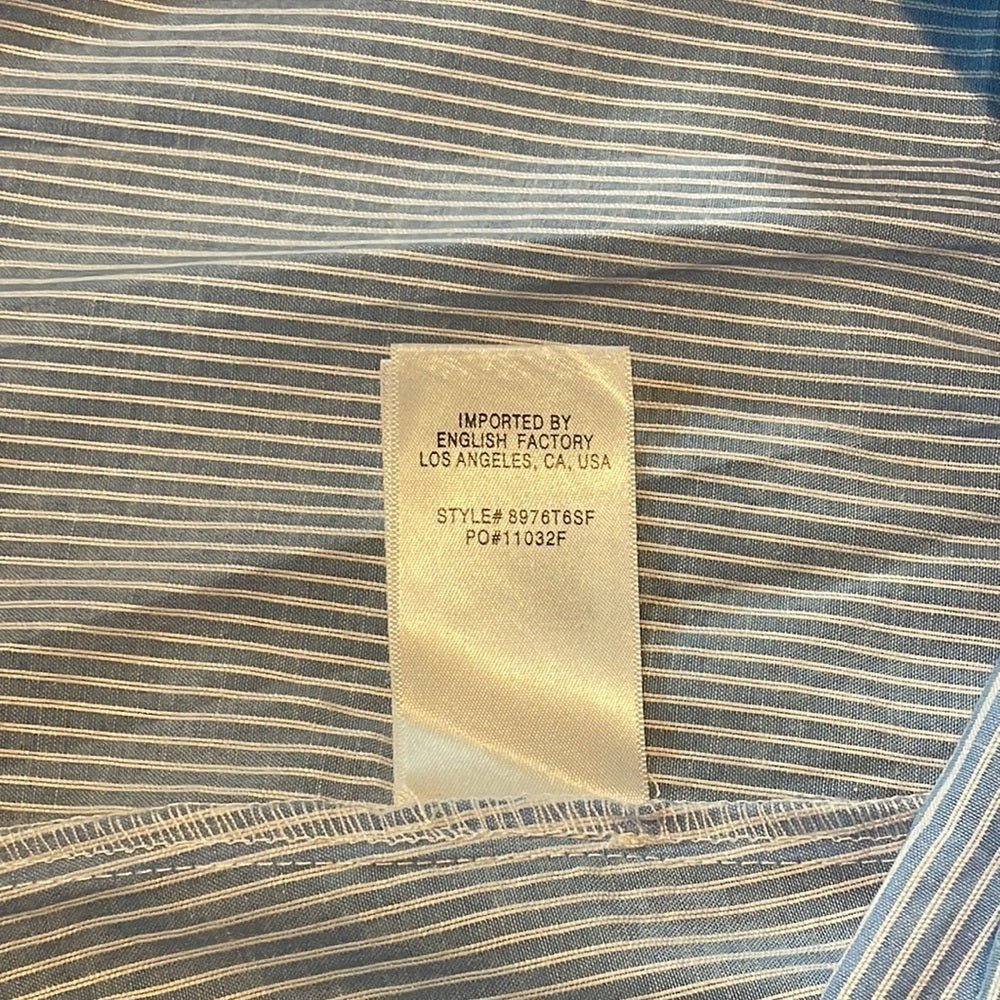 IMPORTED BY
ENGLISH FACTORY
LOS ANGELES, CA, USA
STYLE# 8976T6SF
PO#11032F